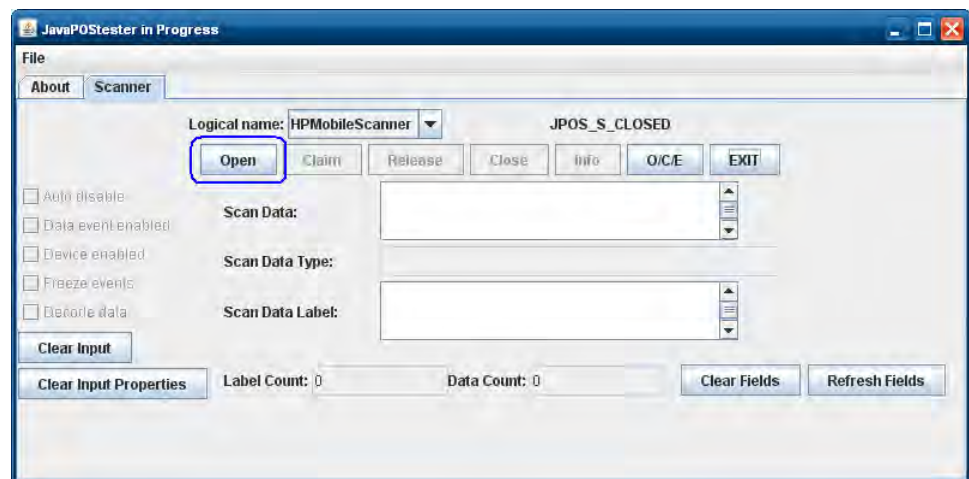 JavaPOStester in Progress
File
About Scanner
Logical name: HPMobileScanner JPOS_S_CLOSED
Open Claim Release Close Info O/C/E EXIT
Auto disable
Scan Data:
Data event enabled
Device enabled
Scan Data Type:
Freeze events
Decode data
Scan Data Label:
Clear Input
Clear Input Properties Label Count: 0 Data Count: 0 Clear Fields Refresh Fields